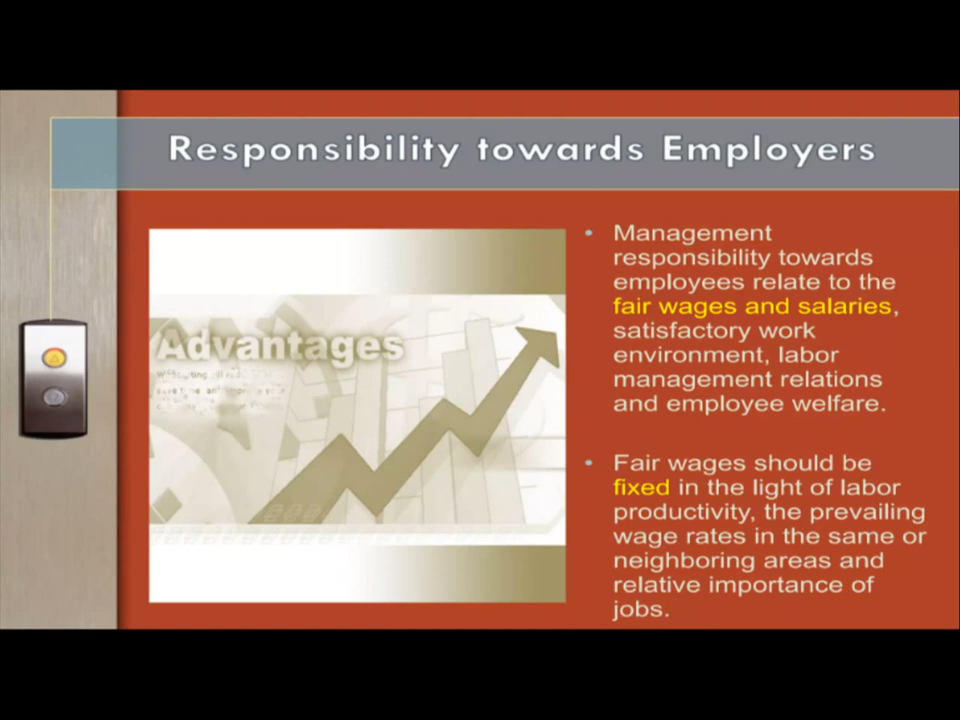 Responsibility towards Employers
Advantages
• Management
responsibility towards
employees relate to the
fair wages and salaries,
satisfactory work
environment, labor
management relations
and employee welfare.
• Fair wages should be
fixed in the light of labor
productivity, the prevailing
wage rates in the same or
neighboring areas and
relative importance of
jobs.